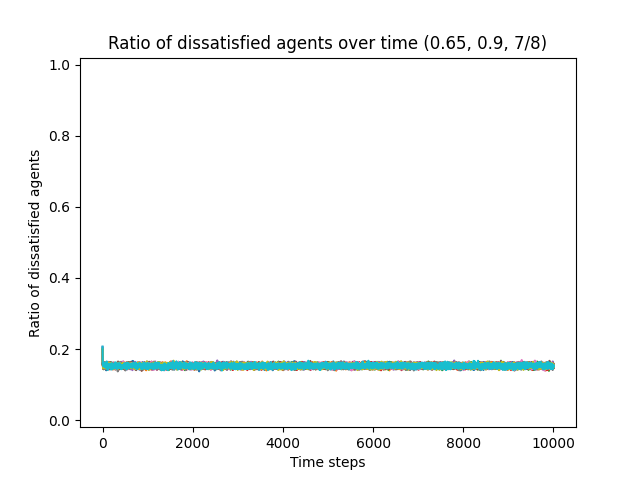 Ratio of dissatisfied agents over time (0.65, 0.9, 7/8)
Ratio of dissatisfied agents
1.0
0.8
0.6
0.4
0.2
0.0
0 2000 4000 6000 8000 10000
Time steps